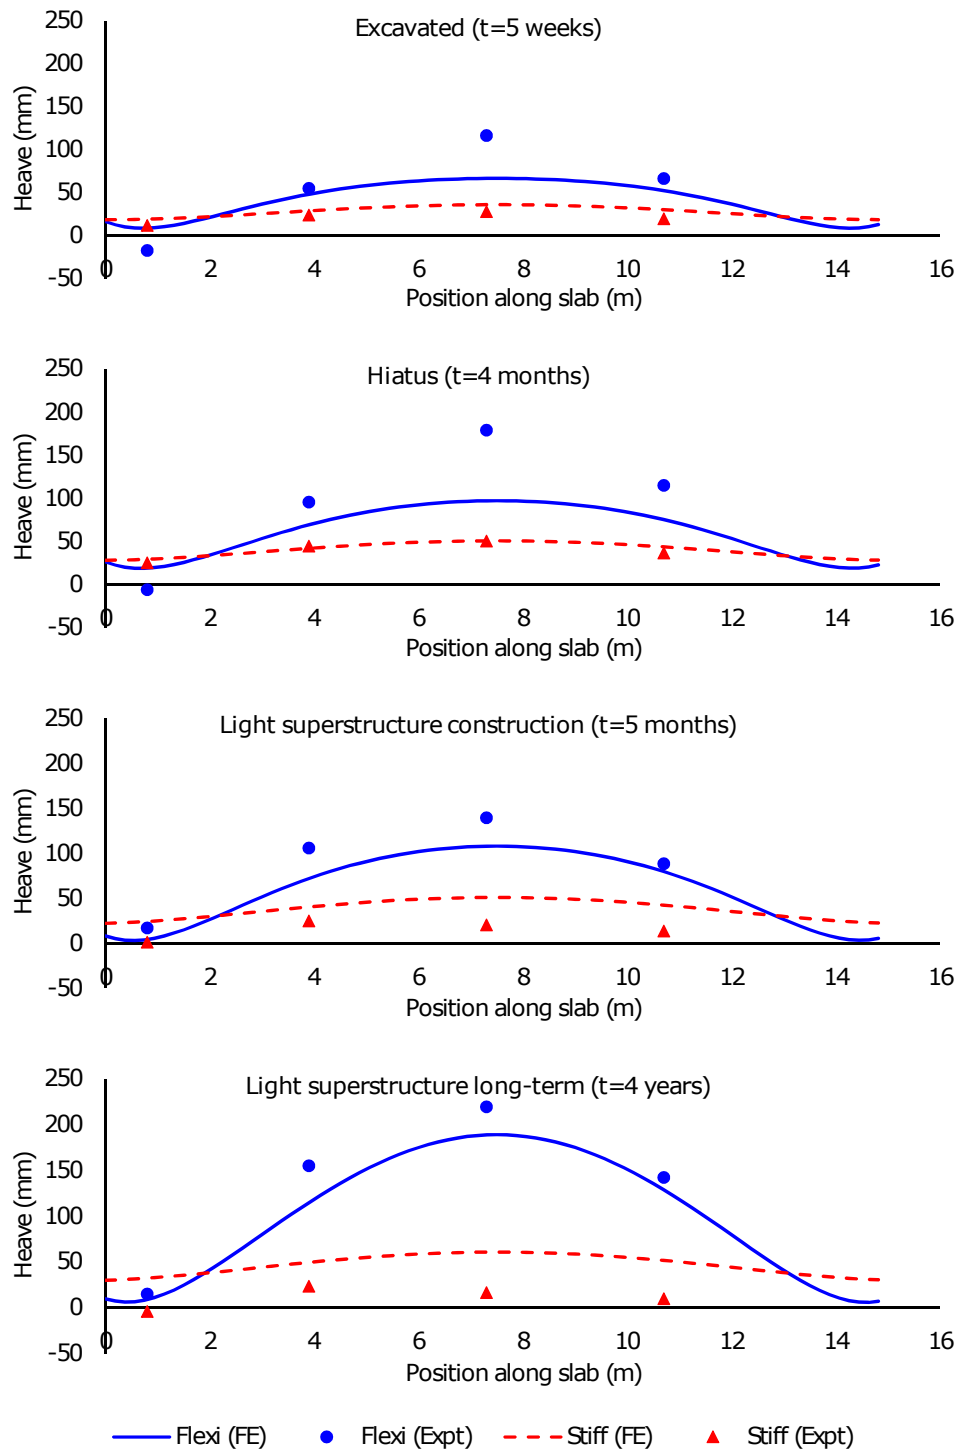 Excavated (t=5 weeks)
250
200
150
100
50
0
-50
Heave (mm)
0 2 4 6 8 10 12 14 16
Position along slab (m)
Hiatus (t=4 months)
250
200
150
100
50
0
-50
Heave (mm)
0 2 4 6 8 10 12 14 16
Position along slab (m)
Light superstructure construction (t=5 months)
250
200
150
100
50
0
-50
Heave (mm)
0 2 4 6 8 10 12 14 16
Position along slab (m)
Light superstructure long-term (t=4 years)
250
200
150
100
50
0
-50
Heave (mm)
0 2 4 6 8 10 12 14 16
Position along slab (m)
Flexi (FE) Flexi (Expt) Stiff (FE) Stiff (Expt)